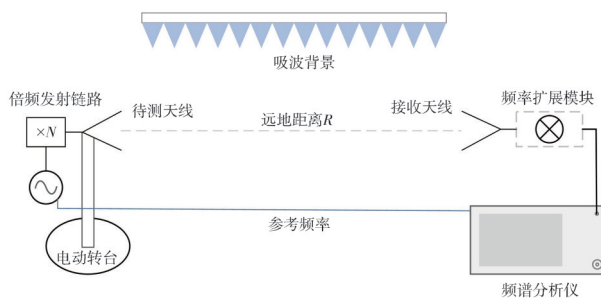 吸波背景
倍频发射链路
待测天线
接收天线
频率扩展模块
×N
远地距离R
参考频率
电动转台
频谱分析仪